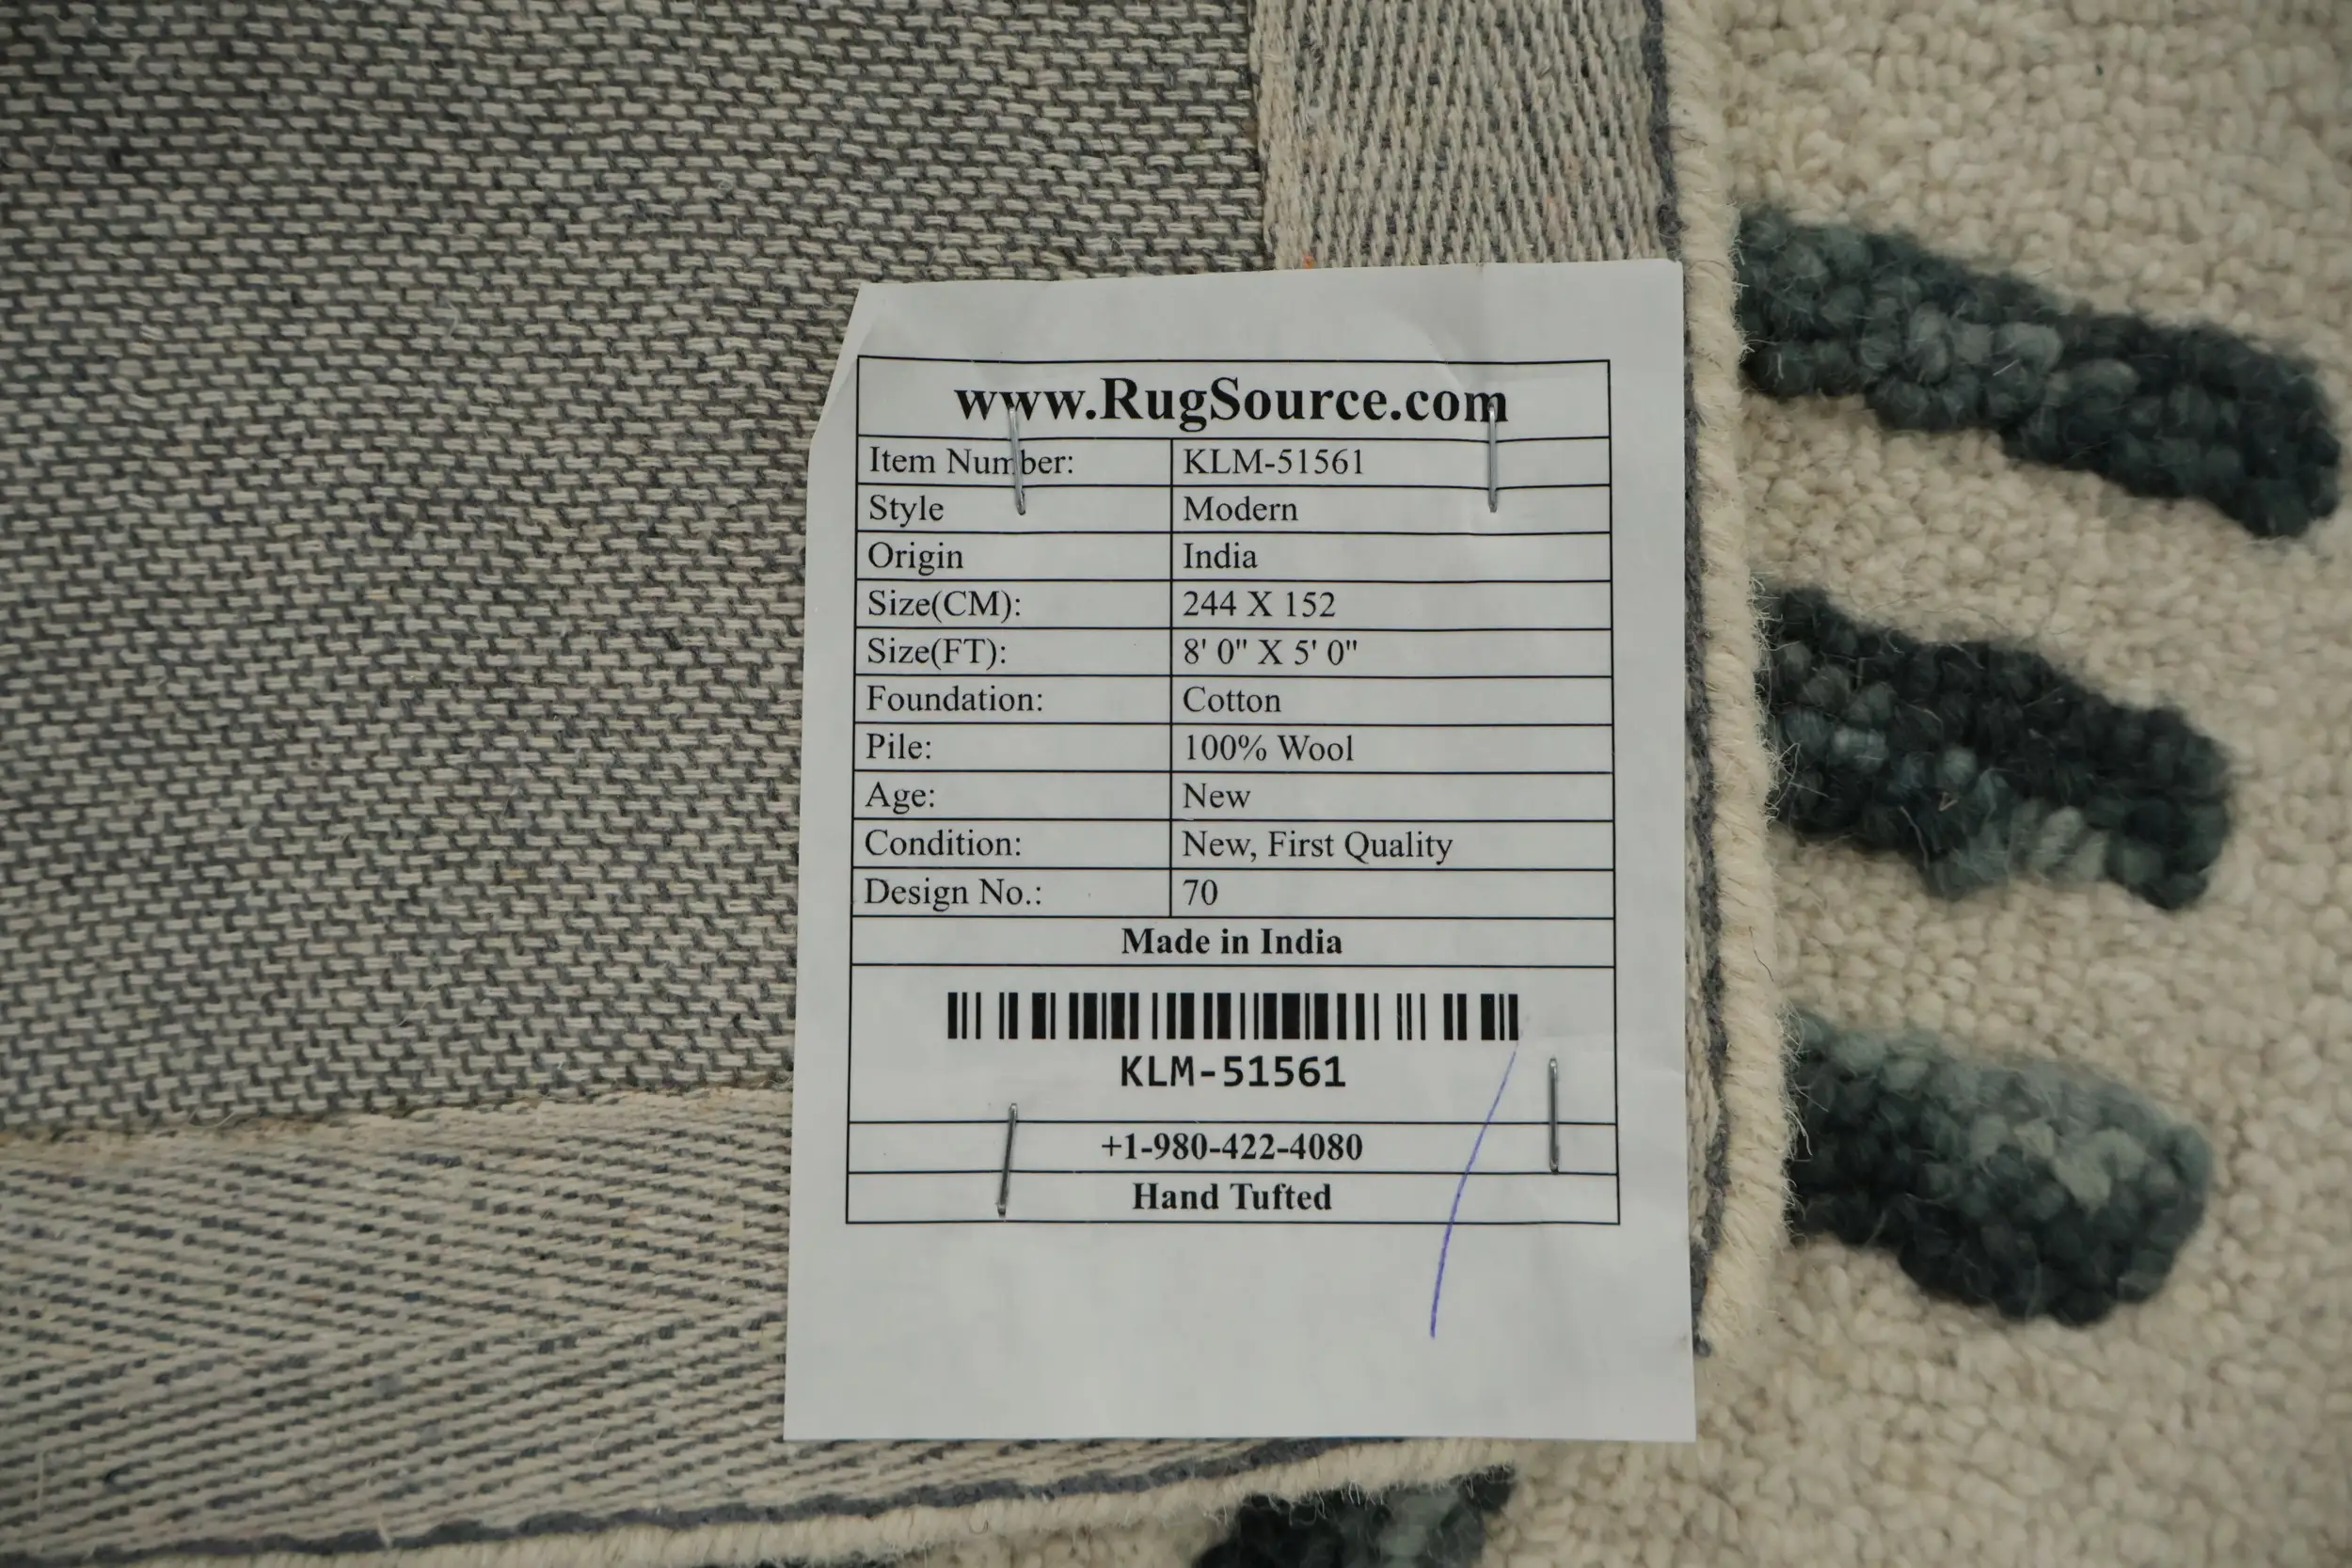 www.RugSource.com
Item Number: KLM-51561
Style Modern
Origin India
Size(CM): 244 X 152
Size(FT): 8' 0" X 5' 0"
Foundation: Cotton
Pile: 100% Wool
Age: New
Condition: New, First Quality
Design No.: 70
Made in India
KLM-51561
+1-980-422-4080
Hand Tufted